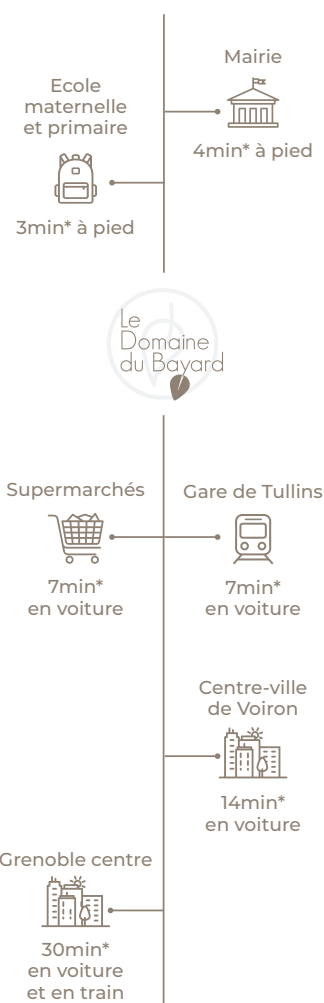 Mairie
4min* à pied
Ecole
maternelle
et primaire
3min* à pied
Le
Domaine
du Bayard
Supermarchés
7min*
en voiture
Gare de Tullins
7min*
en voiture
Centre-ville
de Voiron
14min*
en voiture
Grenoble centre
30min*
en voiture
et en train